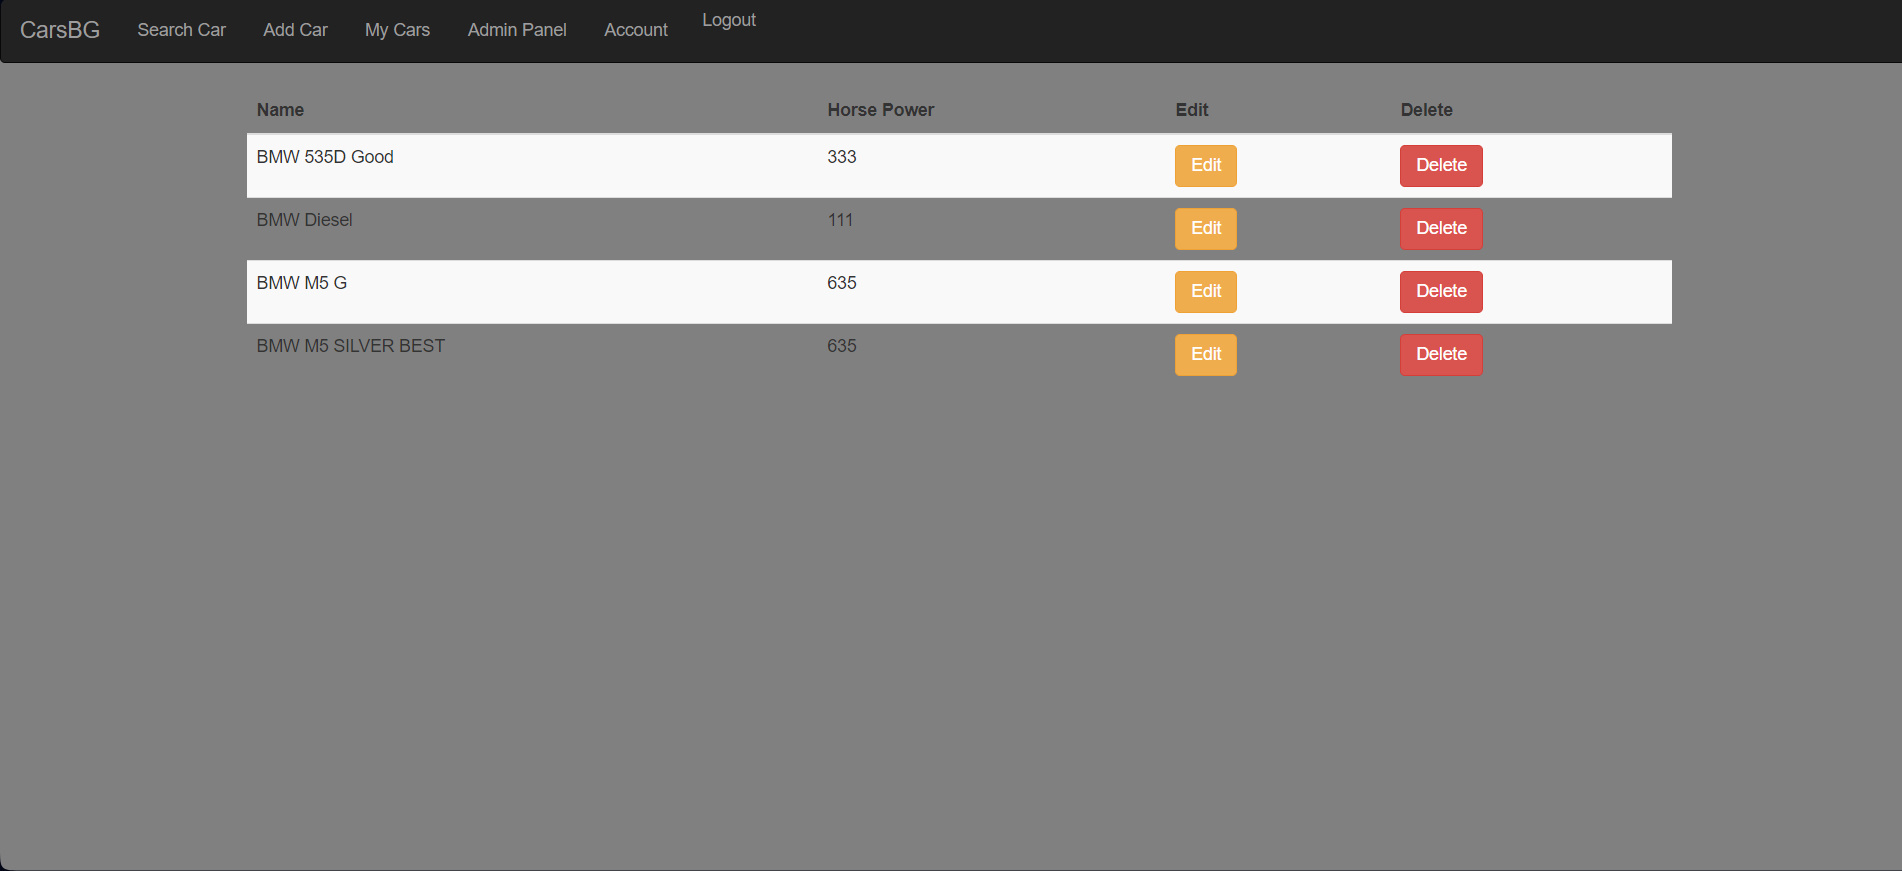 CarsBG Search Car Add Car My Cars Admin Panel Account Logout
Name Horse Power Edit Delete
BMW 535D Good 333 Edit Delete
BMW Diesel 111 Edit Delete
BMW M5 G 635 Edit Delete
BMW M5 SILVER BEST 635 Edit Delete